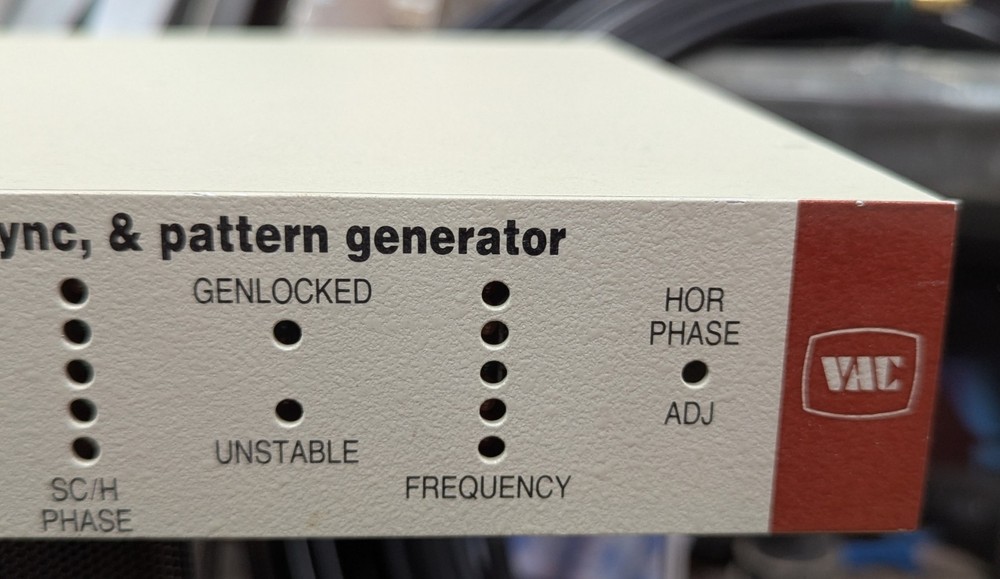 ync, & pattern generator
GENLOCKED
HOR
PHASE
VAC
ADJ
UNSTABLE
FREQUENCY
SC/H
PHASE